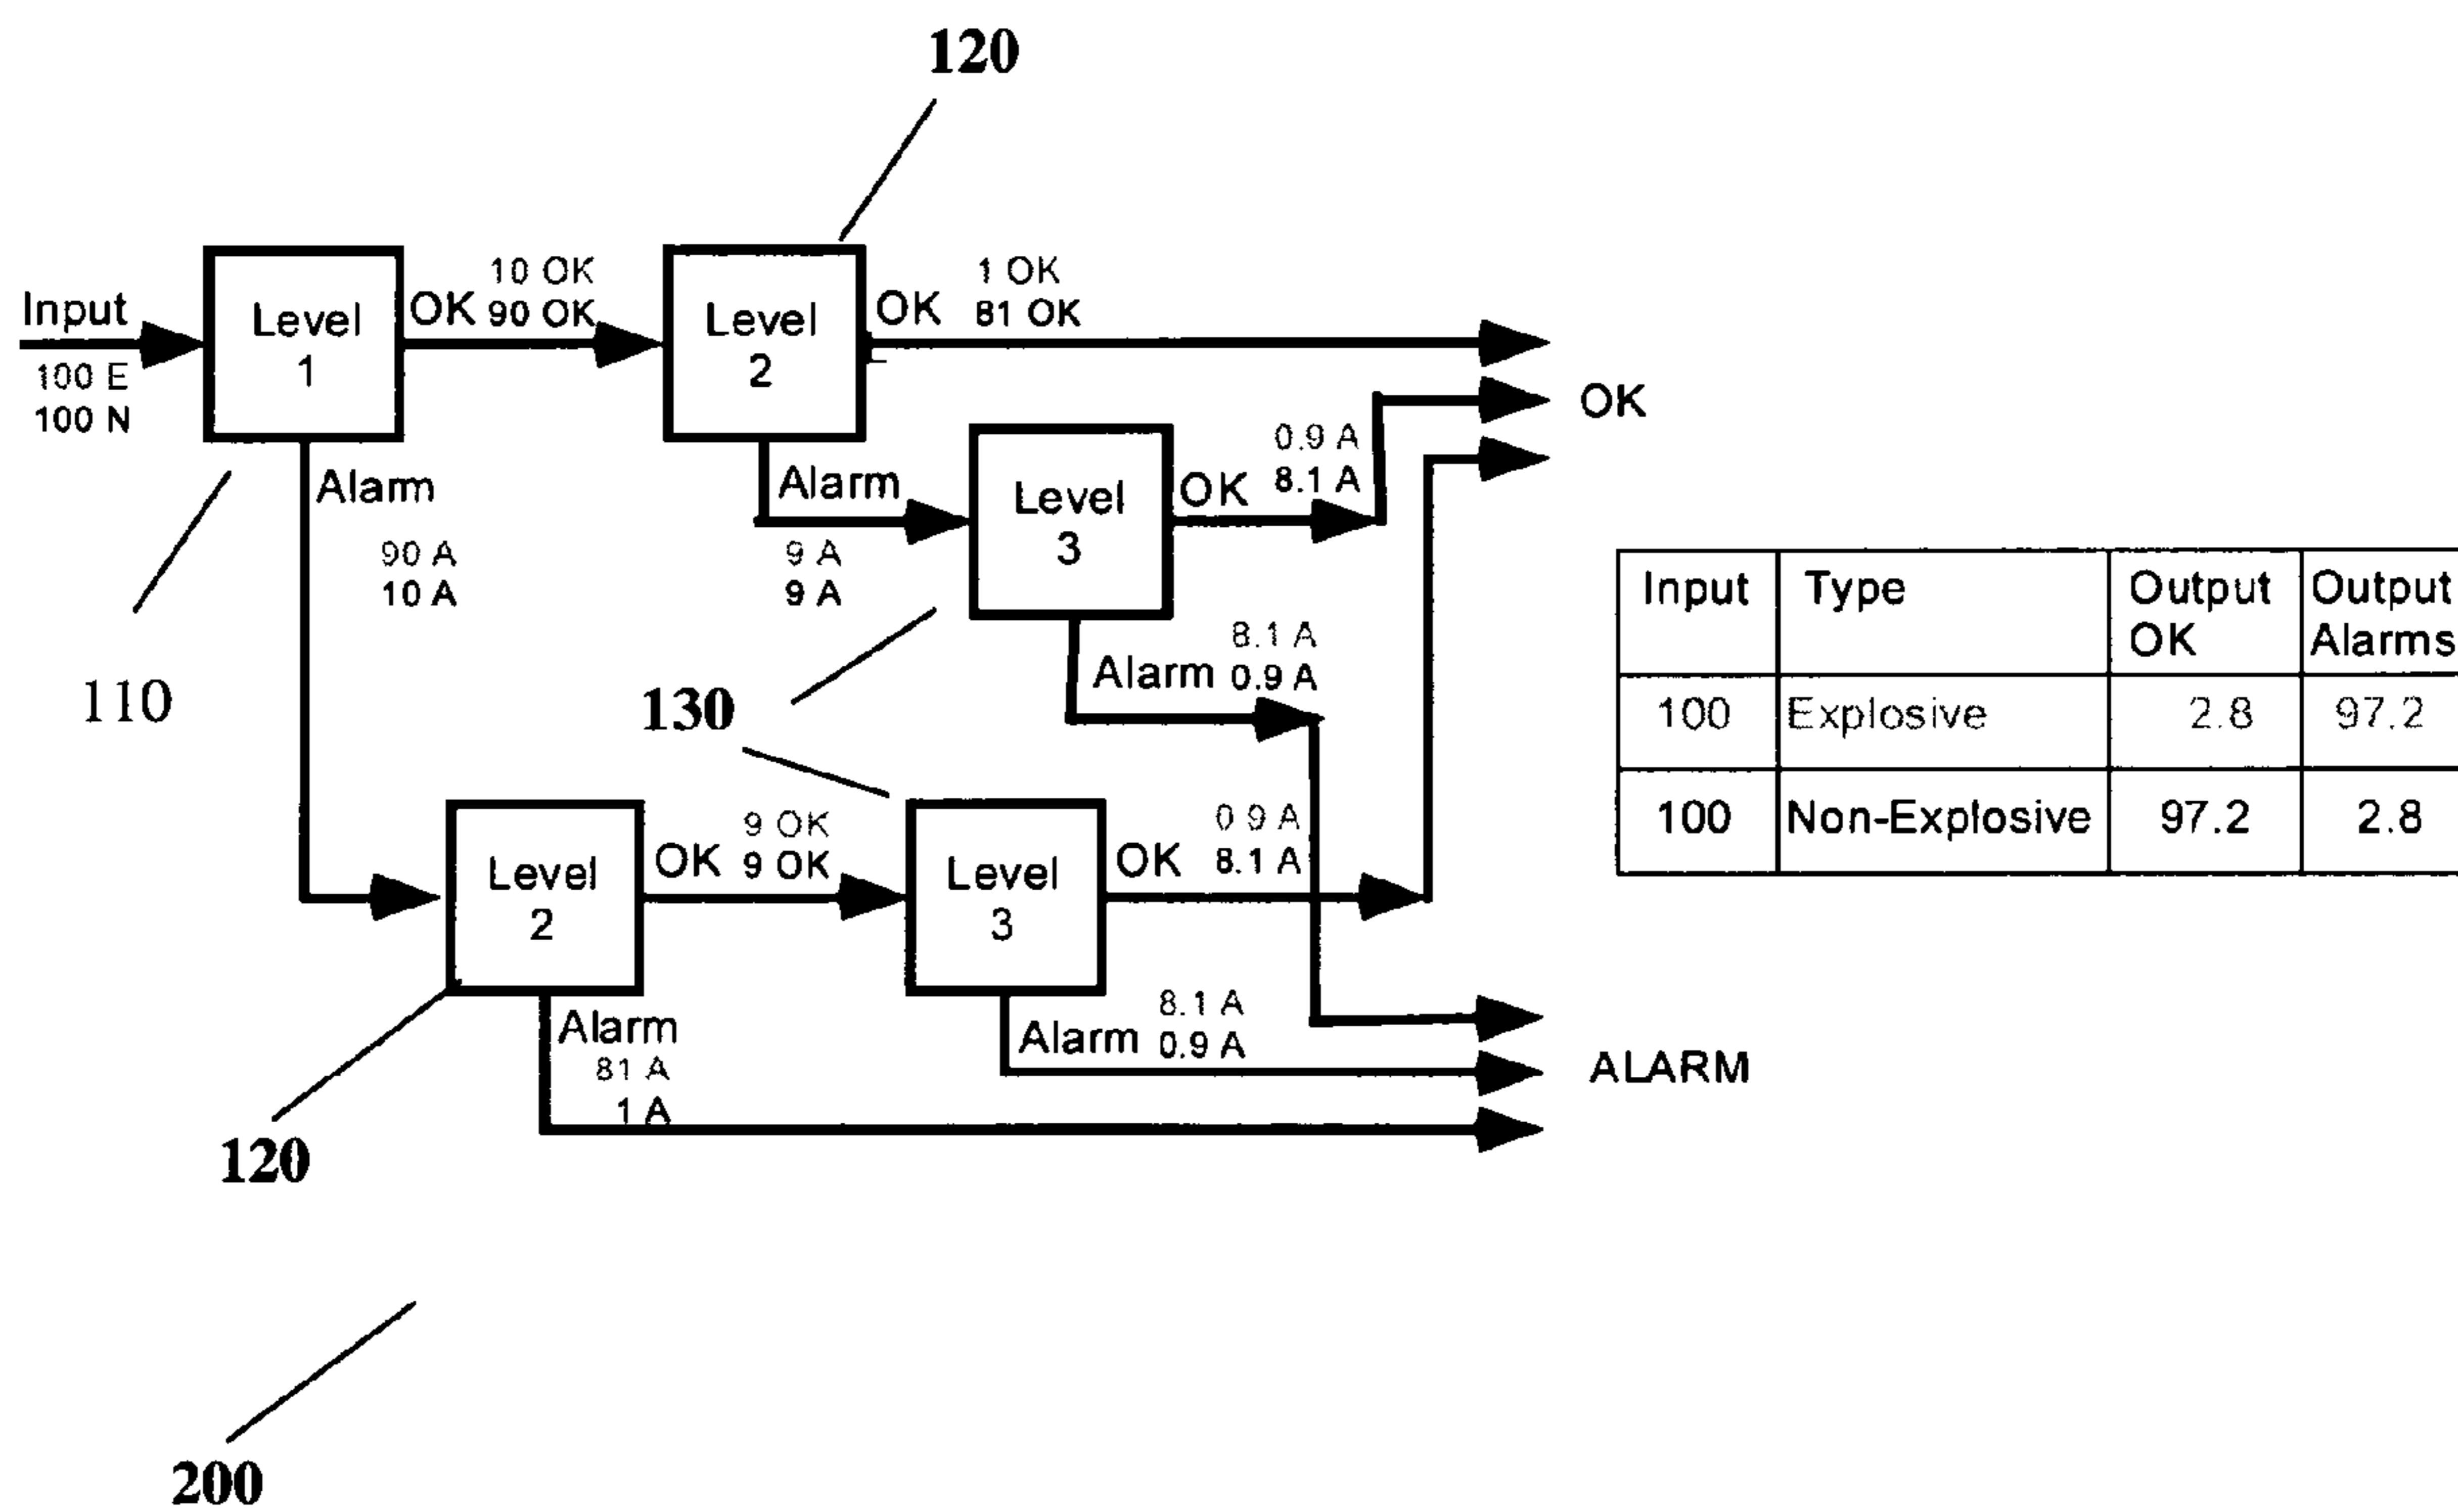 120
Input
100 E
100 N
Level
1
OK
10 OK
90 OK
Level
2
OK
1 OK
81 OK
OK
Alarm
90 A
10 A
Alarm
9 A
9 A
Level
3
OK
0.9 A
8.1 A
Alarm
8.1 A
0.9 A
110
130
Input Type Output OK Output Alarms
100 Explosive 2.8 97.2
100 Non-Explosive 97.2 2.8
Level
2
OK
9 OK
9 OK
Level
3
OK
0.9 A
8.1 A
Alarm
81 A
1 A
Alarm
8.1 A
0.9 A
ALARM
120
200